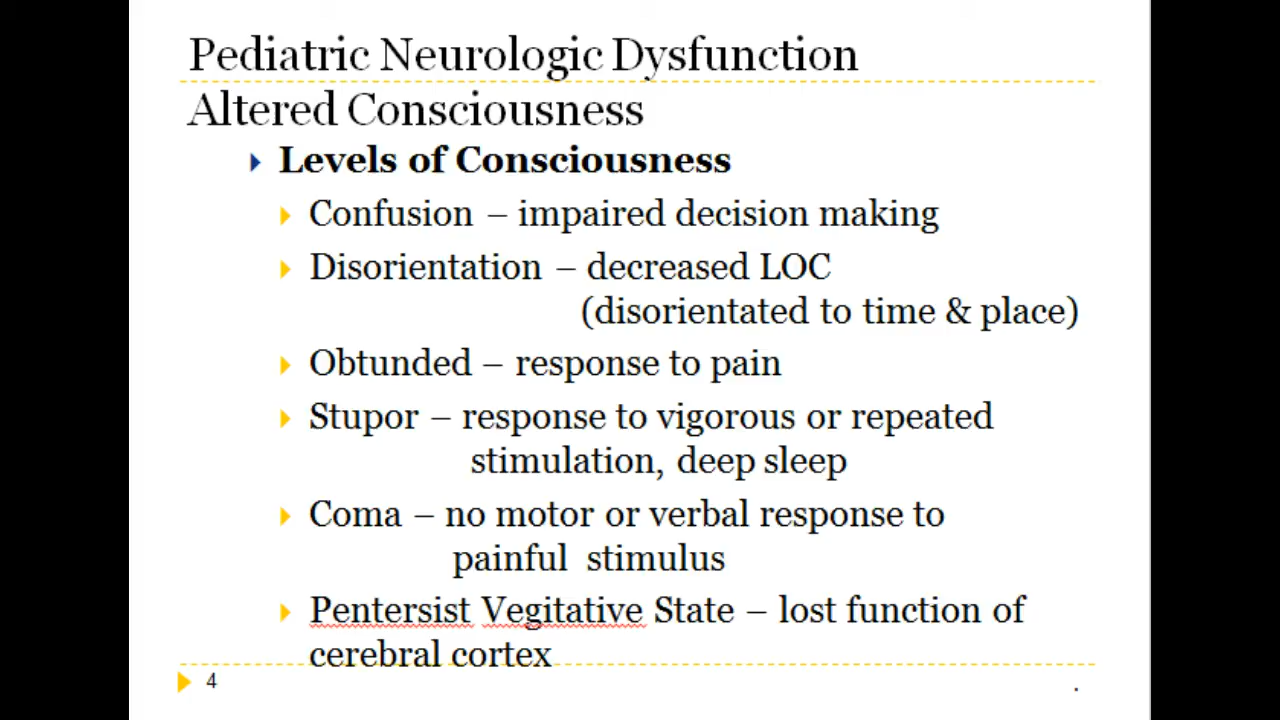 Pediatric Neurologic Dysfunction
Altered Consciousness
Levels of Consciousness
Confusion – impaired decision making
Disorientation – decreased LOC
(disorientated to time & place)
Obtunded – response to pain
Stupor – response to vigorous or repeated
stimulation, deep sleep
Coma – no motor or verbal response to
painful stimulus
Pentersist Vegitative State – lost function of
cerebral cortex
4
.